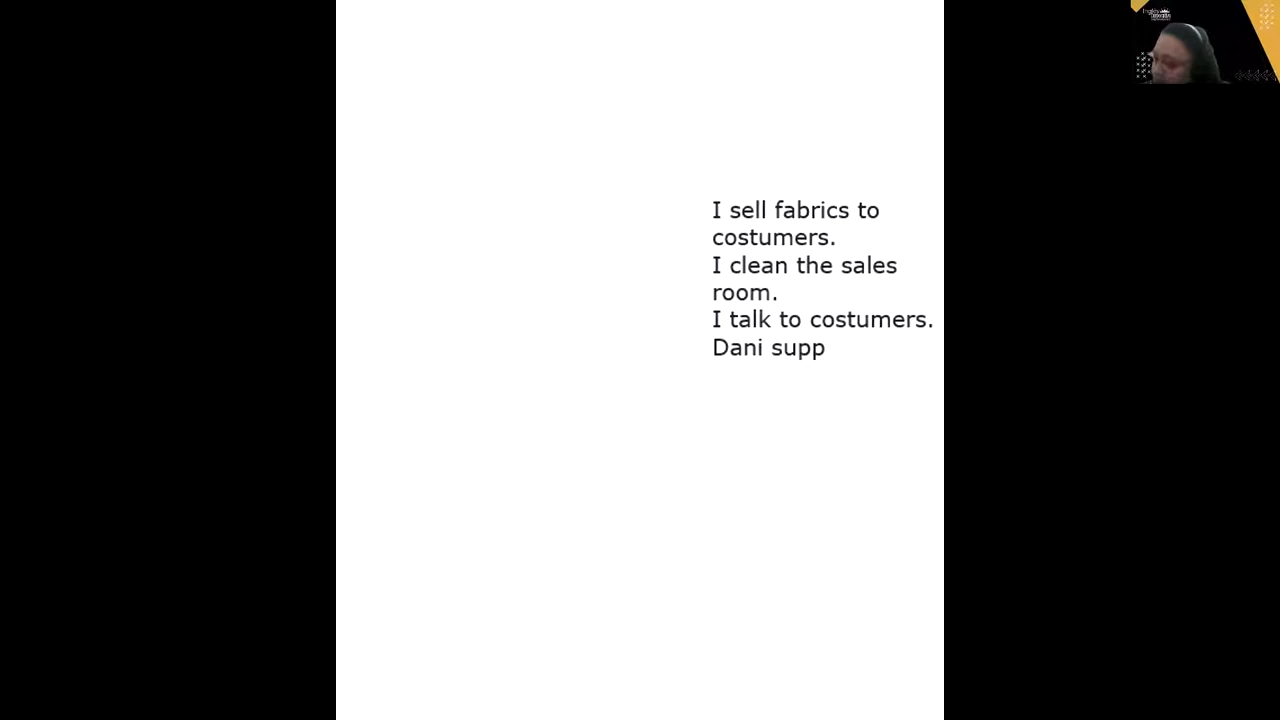 I sell fabrics to
costumers.
I clean the sales
room.
I talk to costumers.
Dani supp